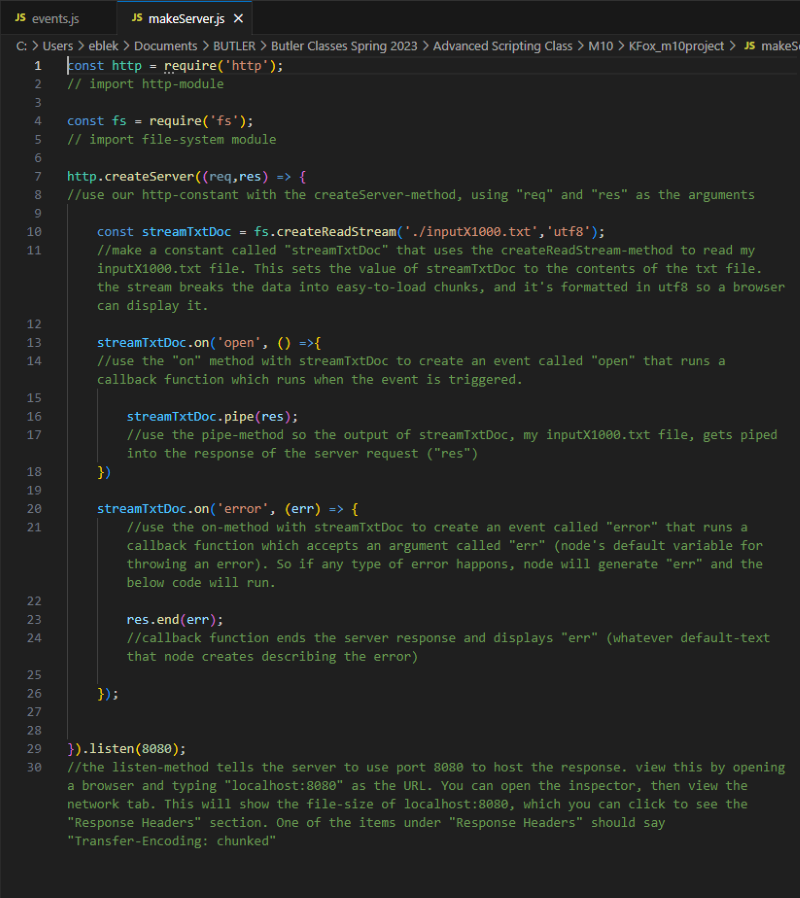 JS events.js
JS makeServer.js ×
C: > Users > eblek > Documents > BUTLER > Butler Classes Spring 2023 > Advanced Scripting Class > M10 > KFox_m10project > JS makeS
1 const http = require('http');
2 // import http-module
3
4 const fs = require('fs');
5 // import file-system module
6
7 http.createServer((req,res) => {
8 //use our http-constant with the createServer-method, using "req" and "res" as the arguments
9
10 const streamTxtDoc = fs.createReadStream('./inputX1000.txt','utf8');
11 //make a constant called "streamTxtDoc" that uses the createReadStream-method to read my
inputX1000.txt file. This sets the value of streamTxtDoc to the contents of the txt file.
the stream breaks the data into easy-to-load chunks, and it's formatted in utf8 so a browser
can display it.
12
13 streamTxtDoc.on('open', () =>{
14 //use the "on" method with streamTxtDoc to create an event called "open" that runs a
callback function which runs when the event is triggered.
15
16 streamTxtDoc.pipe(res);
17 //use the pipe-method so the output of streamTxtDoc, my inputX1000.txt file, gets piped
into the response of the server request ("res")
18 })
19
20 streamTxtDoc.on('error', (err) => {
21 //use the on-method with streamTxtDoc to create an event called "error" that runs a
callback function which accepts an argument called "err" (node's default variable for
throwing an error). So if any type of error happons, node will generate "err" and the
below code will run.
22
23 res.end(err);
24 //callback function ends the server response and displays "err" (whatever default-text
that node creates describing the error)
25
26 });
27
28
29 }).listen(8080);
30 //the listen-method tells the server to use port 8080 to host the response. view this by opening
a browser and typing "localhost:8080" as the URL. You can open the inspector, then view the
network tab. This will show the file-size of localhost:8080, which you can click to see the
"Response Headers" section. One of the items under "Response Headers" should say
"Transfer-Encoding: chunked"